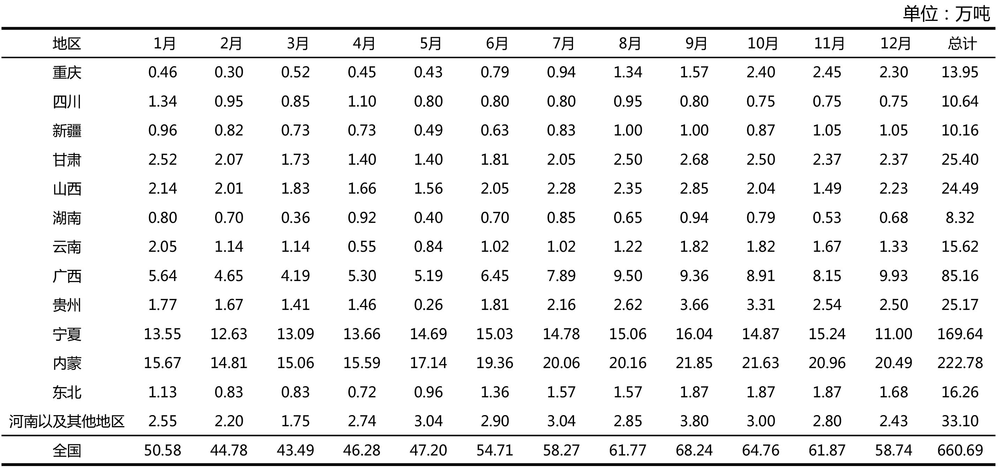 单位：万吨
地区 1月 2月 3月 4月 5月 6月 7月 8月 9月 10月 11月 12月 总计
重庆 0.46 0.30 0.52 0.45 0.43 0.79 0.94 1.34 1.57 2.40 2.45 2.30 13.95
四川 1.34 0.95 0.85 1.10 0.80 0.80 0.80 0.95 0.80 0.75 0.75 0.75 10.64
新疆 0.96 0.82 0.73 0.73 0.49 0.63 0.83 1.00 1.00 0.87 1.05 1.05 10.16
甘肃 2.52 2.07 1.73 1.40 1.40 1.81 2.05 2.50 2.68 2.50 2.37 2.37 25.40
山西 2.14 2.01 1.83 1.66 1.56 2.05 2.28 2.35 2.85 2.04 1.49 2.23 24.49
湖南 0.80 0.70 0.36 0.92 0.40 0.70 0.85 0.65 0.94 0.79 0.53 0.68 8.32
云南 2.05 1.14 1.14 0.55 0.84 1.02 1.02 1.22 1.82 1.82 1.67 1.33 15.62
广西 5.64 4.65 4.19 5.30 5.19 6.45 7.89 9.50 9.36 8.91 8.15 9.93 85.16
贵州 1.77 1.67 1.41 1.46 0.26 1.81 2.16 2.62 3.66 3.31 2.54 2.50 25.17
宁夏 13.55 12.63 13.09 13.66 14.69 15.03 14.78 15.06 16.04 14.87 15.24 11.00 169.64
内蒙 15.67 14.81 15.06 15.59 17.14 19.36 20.06 20.16 21.85 21.63 20.96 20.49 222.78
东北 1.13 0.83 0.83 0.72 0.96 1.36 1.57 1.57 1.87 1.87 1.87 1.68 16.26
河南以及其他地区 2.55 2.20 1.75 2.74 3.04 2.90 3.04 2.85 3.80 3.00 2.80 2.43 33.10
全国 50.58 44.78 43.49 46.28 47.20 54.71 58.27 61.77 68.24 64.76 61.87 58.74 660.69